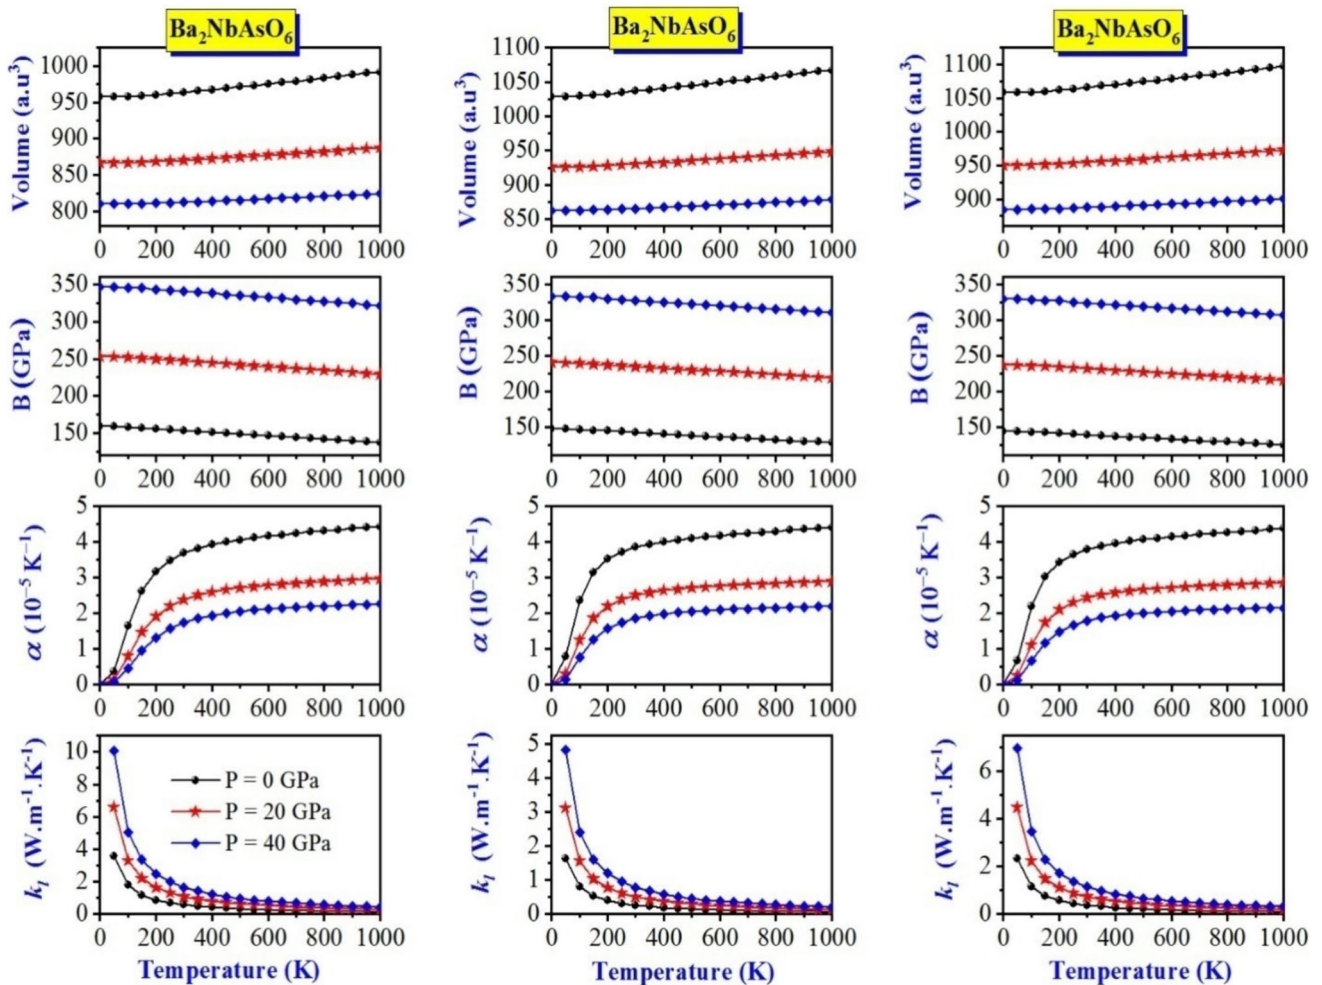 Ba₂NbAsO₆
Ba₂NbAsO₆
Ba₂NbAsO₆
Volume (a.u³)
1000
950
900
850
800
0 200 400 600 800 1000
Volume (a.u³)
1100
1050
1000
950
900
850
0 200 400 600 800 1000
Volume (a.u³)
1100
1050
1000
950
900
0 200 400 600 800 1000
B (GPa)
350
300
250
200
150
0 200 400 600 800 1000
B (GPa)
350
300
250
200
150
0 200 400 600 800 1000
B (GPa)
350
300
250
200
150
0 200 400 600 800 1000
α (10⁻⁵ K⁻¹)
5
4
3
2
1
0
0 200 400 600 800 1000
α (10⁻⁵ K⁻¹)
5
4
3
2
1
0
0 200 400 600 800 1000
α (10⁻⁵ K⁻¹)
5
4
3
2
1
0
0 200 400 600 800 1000
kₗ (W.m⁻¹.K⁻¹)
10
8
6
4
2
0
P = 0 GPa
P = 20 GPa
P = 40 GPa
0 200 400 600 800 1000
Temperature (K)
kₗ (W.m⁻¹.K⁻¹)
5
4
3
2
1
0
0 200 400 600 800 1000
Temperature (K)
kₗ (W.m⁻¹.K⁻¹)
6
4
2
0
0 200 400 600 800 1000
Temperature (K)